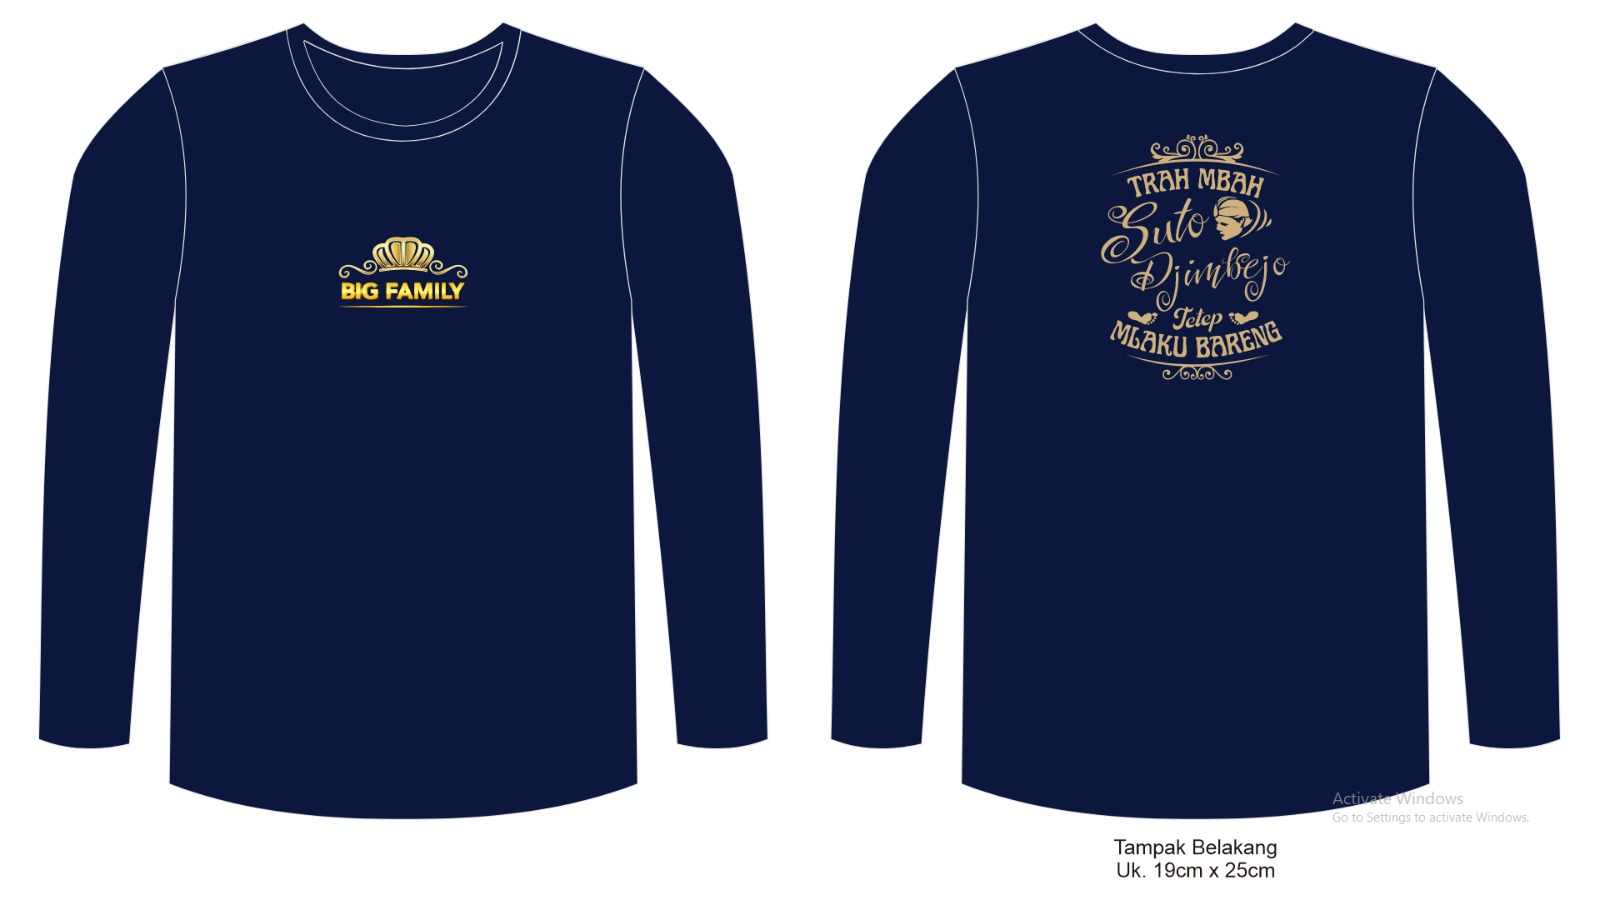 BIG FAMILY
TRAH MBAH
Suto
Djimbejo
Tetep
MLAKU BARENG
Activate Windows
Go to Settings to activate Windows.
Tampak Belakang
Uk. 19cm x 25cm